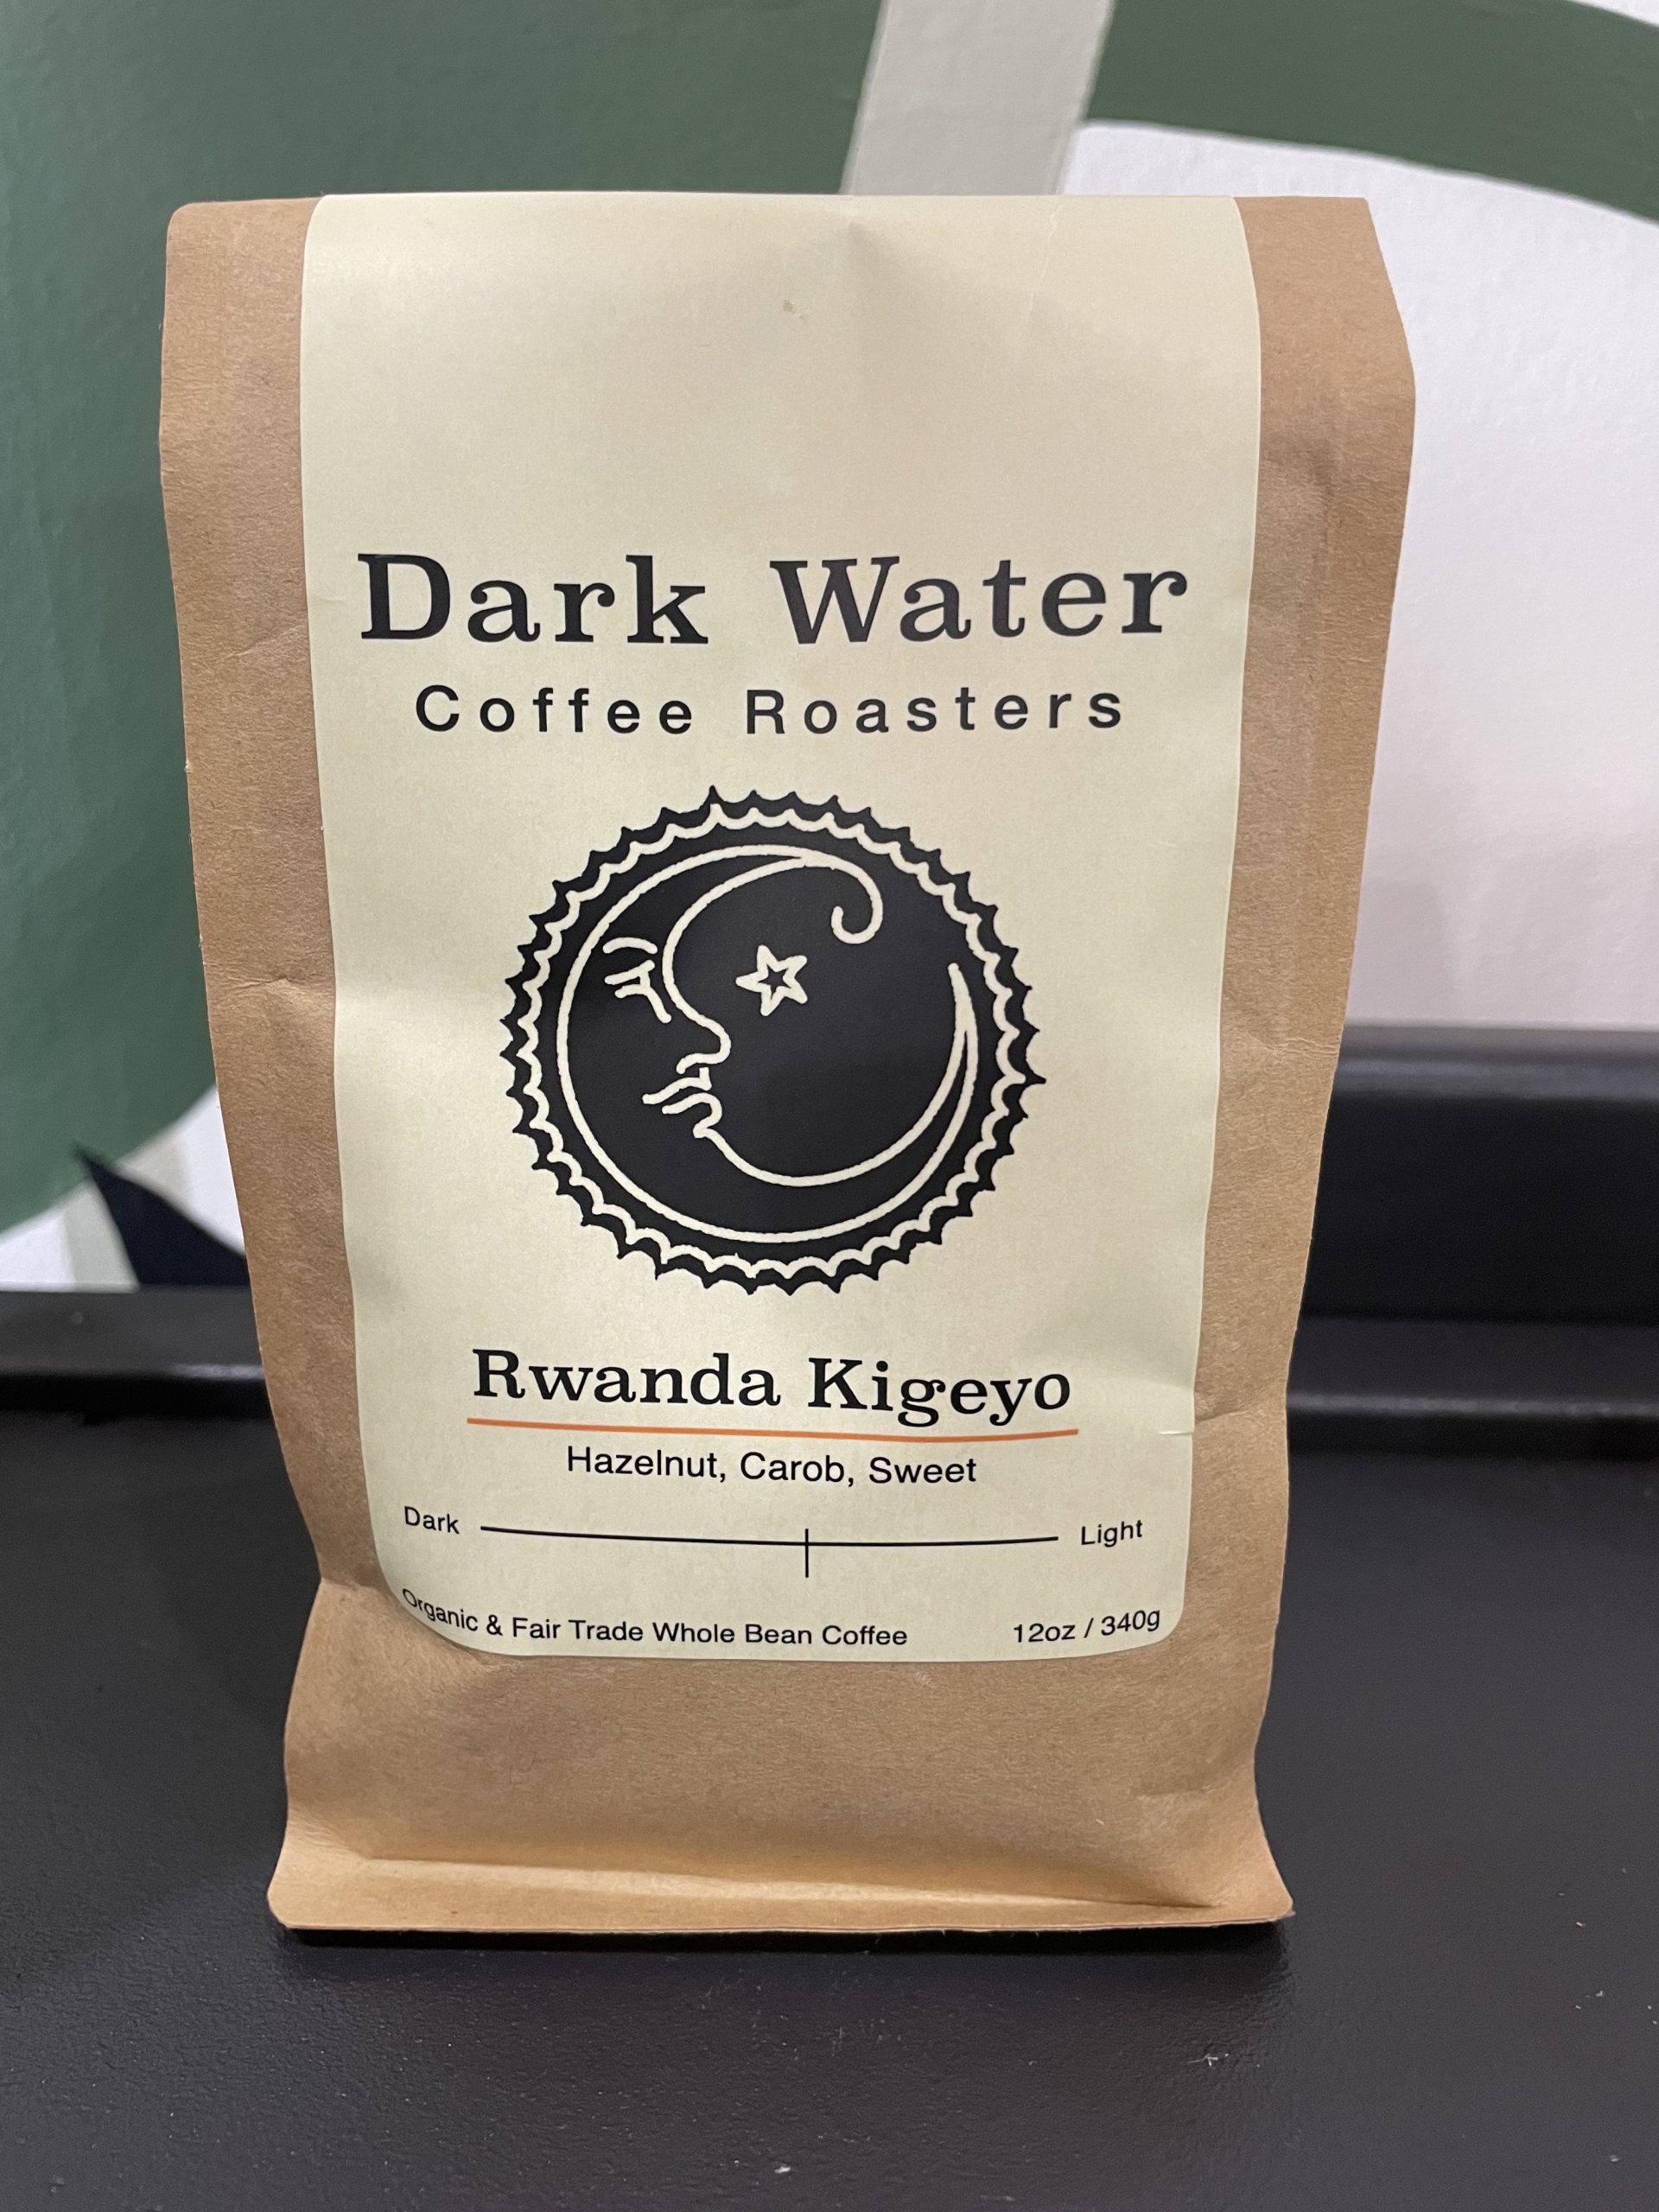 Dark Water
Coffee Roasters
Rwanda Kigeyo
Hazelnut, Carob, Sweet
Dark Light
Organic & Fair Trade Whole Bean Coffee 12oz / 340g